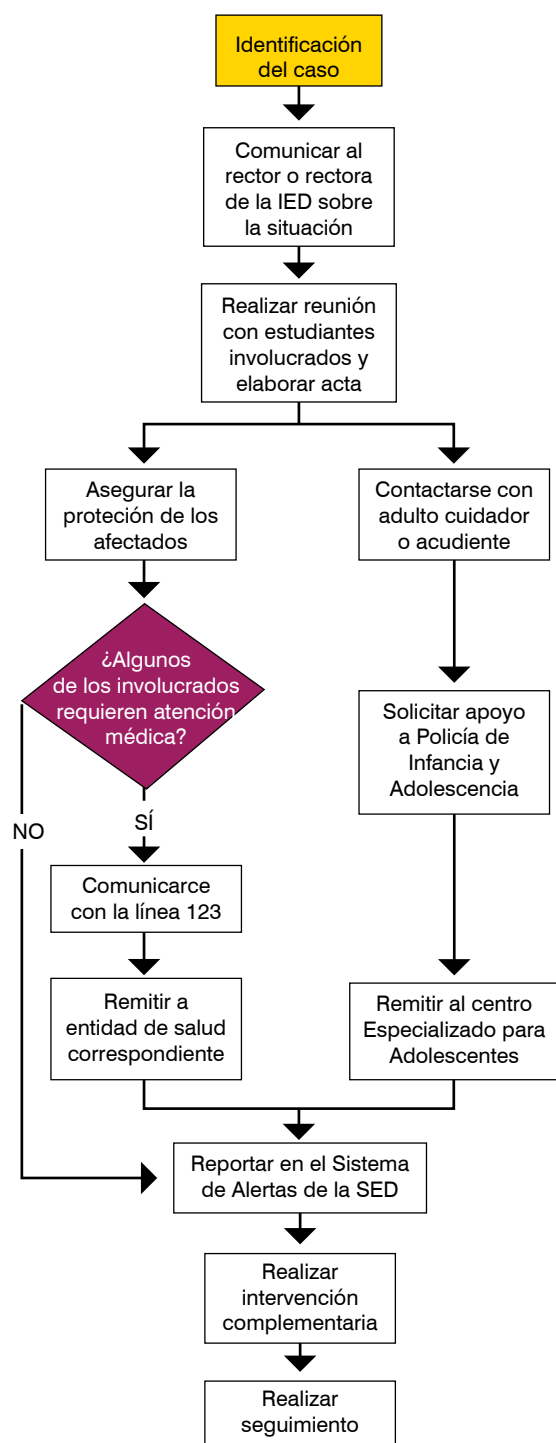 Identificación
del caso
Comunicar al
rector o rectora
de la IED sobre
la situación
Realizar reunión
con estudiantes
involucrados y
elaborar acta
Asegurar la
proteción de los
afectados
¿Algunos
de los involucrados
requieren atención
médica?
NO
SÍ
Comunicarce
con la línea 123
Remitir a
entidad de salud
correspondiente
Contactarse con
adulto cuidador
o acudiente
Solicitar apoyo
a Policía de
Infancia y
Adolescencia
Remitir al centro
Especializado para
Adolescentes
Reportar en el Sistema
de Alertas de la SED
Realizar
intervención
complementaria
Realizar
seguimiento